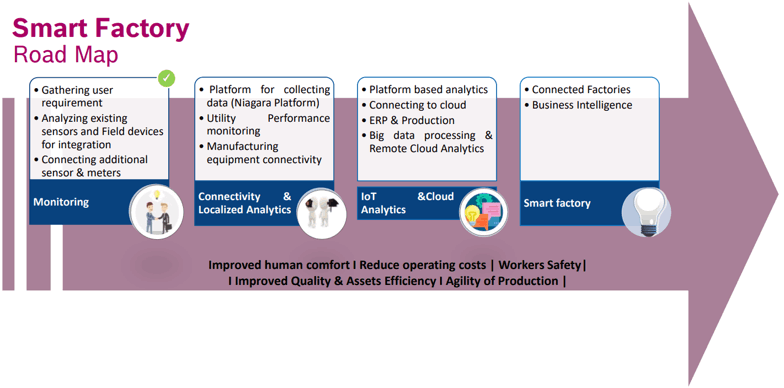 Smart Factory
Road Map
• Gathering user
requirement
• Analyzing existing
sensors and Field devices
for integration
• Connecting additional
sensor & meters
Monitoring
• Platform for collecting
data (Niagara Platform)
• Utility Performance
monitoring
• Manufacturing
equipment connectivity
Connectivity &
Localized Analytics
• Platform based analytics
• Connecting to cloud
• ERP & Production
• Big data processing &
Remote Cloud Analytics
IoT &Cloud
Analytics
• Connected Factories
• Business Intelligence
Smart factory
Improved human comfort I Reduce operating costs | Workers Safety|
I Improved Quality & Assets Efficiency I Agility of Production |